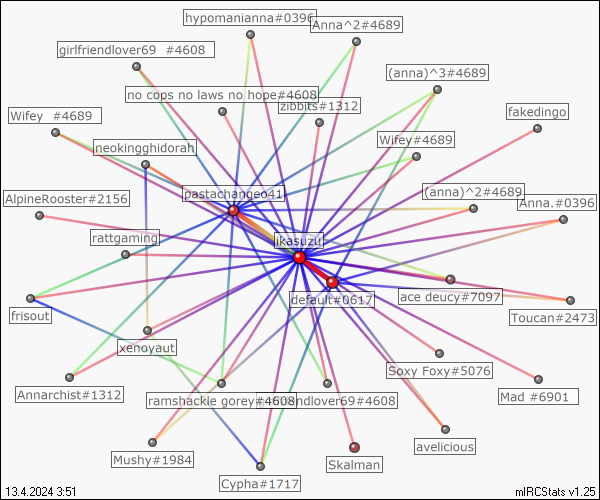 hypomanianna#0396
Anna^2#4689
girlfriendlover69 #4608
(anna)^3#4689
no cops no laws no hope#4608
zibbits#1312
fakedingo
Wifey #4689
neokingghidorah
Wifey#4689
pastachangeo41
AlpineRooster#2156
(anna)^2#4689
Anna.#0396
rattgaming
ikasuzu
default#0617
ace deucy#7097
frisout
Toucan#2473
xenoyaut
Soxy Foxy#5076
Annarchist#1312
ramshackle gorey#4608
girlfriendlover69#4608
Mad #6901
avelicious
Mushy#1984
Skalman
Cypha#1717
13.4.2024 3:51
mIRCStats v1.25